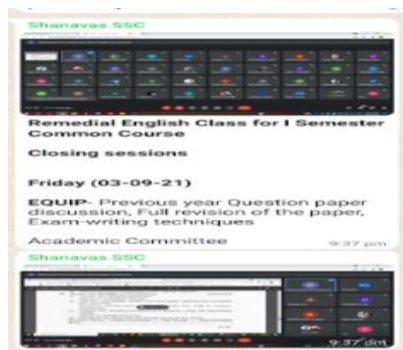 Shanavas SSC
Remedial English Class for I Semester
Common Course
Closing sessions
Friday (03-09-21)
EQUIP- Previous year Question paper
discussion, Full revision of the paper,
Exam-writing techniques
Academic Committee
9:37 pm
Shanavas SSC
9:37 pm